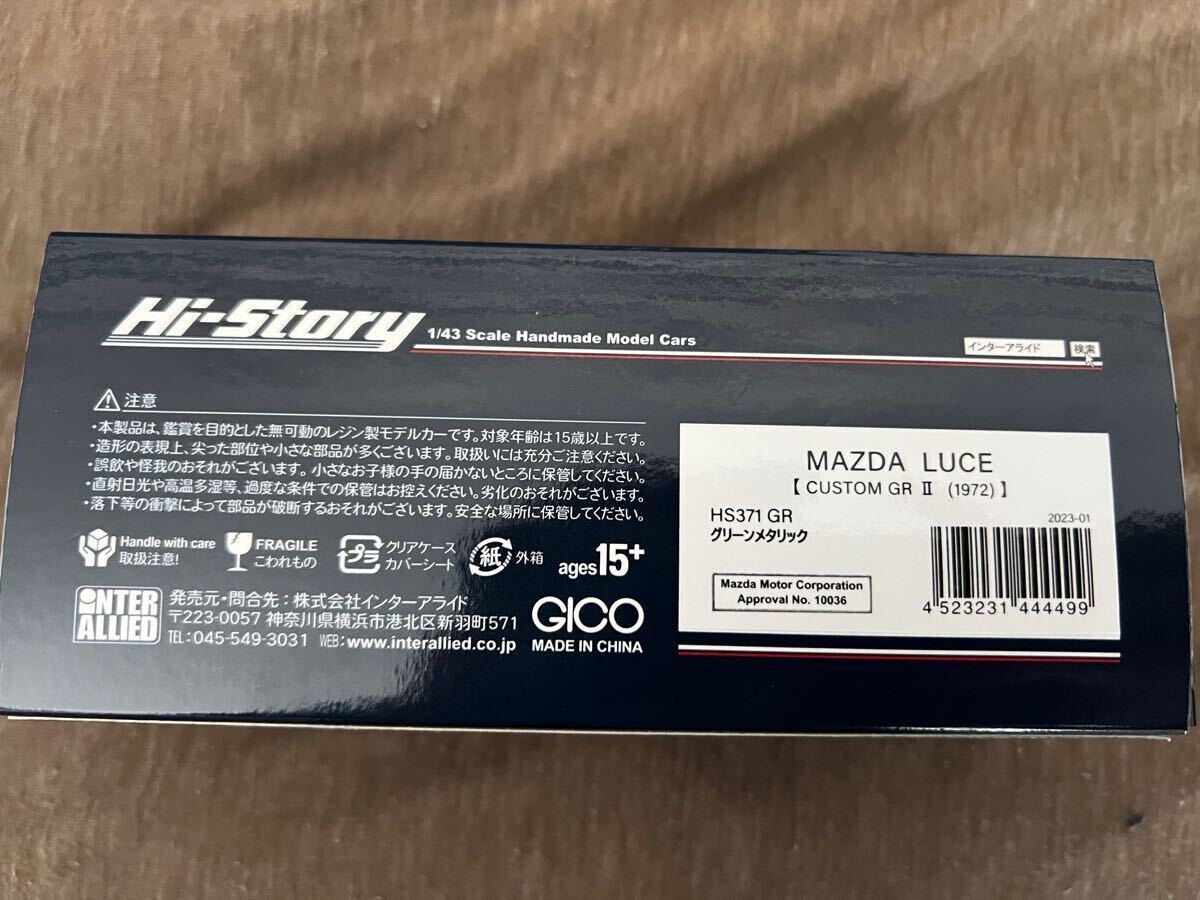 Hi-Story
1/43 Scale Handmade Model Cars
インターアライド 検索
注意
・本製品は、鑑賞を目的とした無可動のレジン製モデルカーです。対象年齢は15歳以上です。
・造形の表現上、尖った部位や小さな部品が多くございます。取扱いには充分ご注意ください。
・誤飲や怪我のおそれがございます。小さなお子様の手の届かないところに保管してください。
・直射日光や高温多湿等、過度な条件での保管はお控えください。劣化のおそれがございます。
・落下等の衝撃によって部品が破断するおそれがございます。安全な場所に保管してください。
Handle with care
取扱注意!
FRAGILE
こわれもの
プラ
クリアケース
カバーシート
紙
外箱
ages15+
INTER
ALLIED
発売元・問合先：株式会社インターアライド
〒223-0057 神奈川県横浜市港北区新羽町571
TEL:045-549-3031 WEB:www.interallied.co.jp
GICO
MADE IN CHINA
MAZDA LUCE
【 CUSTOM GR Ⅱ (1972) 】
HS371 GR
グリーンメタリック
2023-01
Mazda Motor Corporation
Approval No. 10036
4 523231 444499